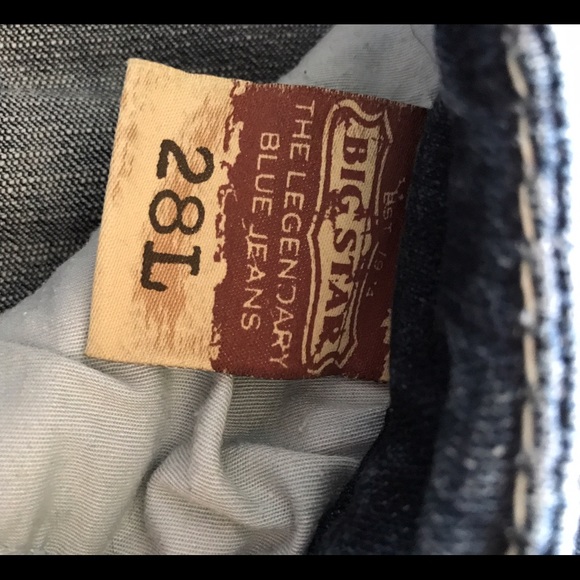 EST. 1974
BIG STAR
THE LEGENDARY
BLUE JEANS
28L